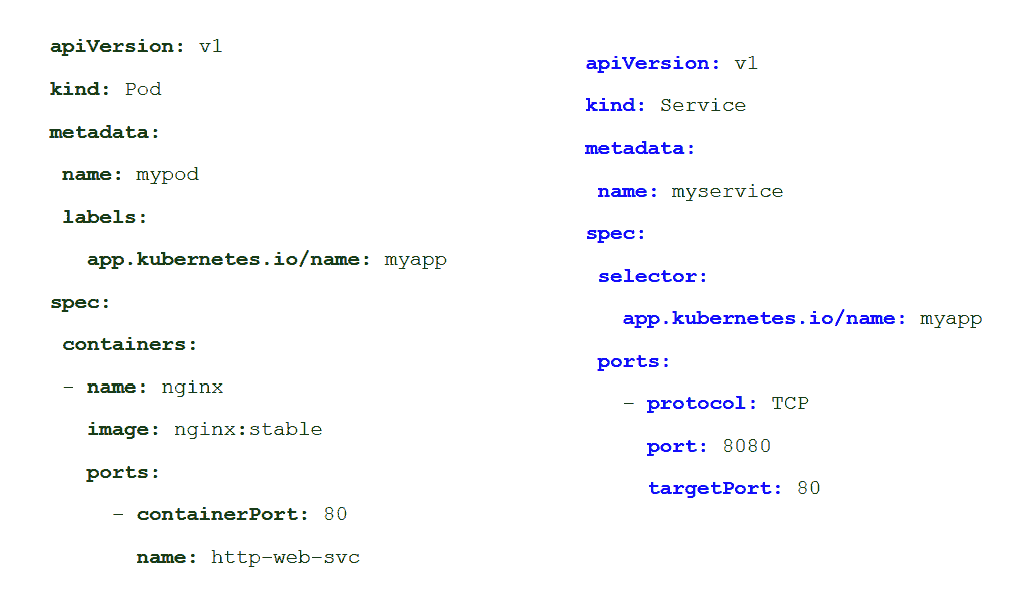 apiVersion: v1
kind: Pod
metadata:
 name: mypod
 labels:
   app.kubernetes.io/name: myapp
spec:
 containers:
 - name: nginx
   image: nginx:stable
   ports:
     - containerPort: 80
       name: http-web-svc
apiVersion: v1
kind: Service
metadata:
 name: myservice
spec:
 selector:
   app.kubernetes.io/name: myapp
 ports:
   - protocol: TCP
     port: 8080
     targetPort: 80